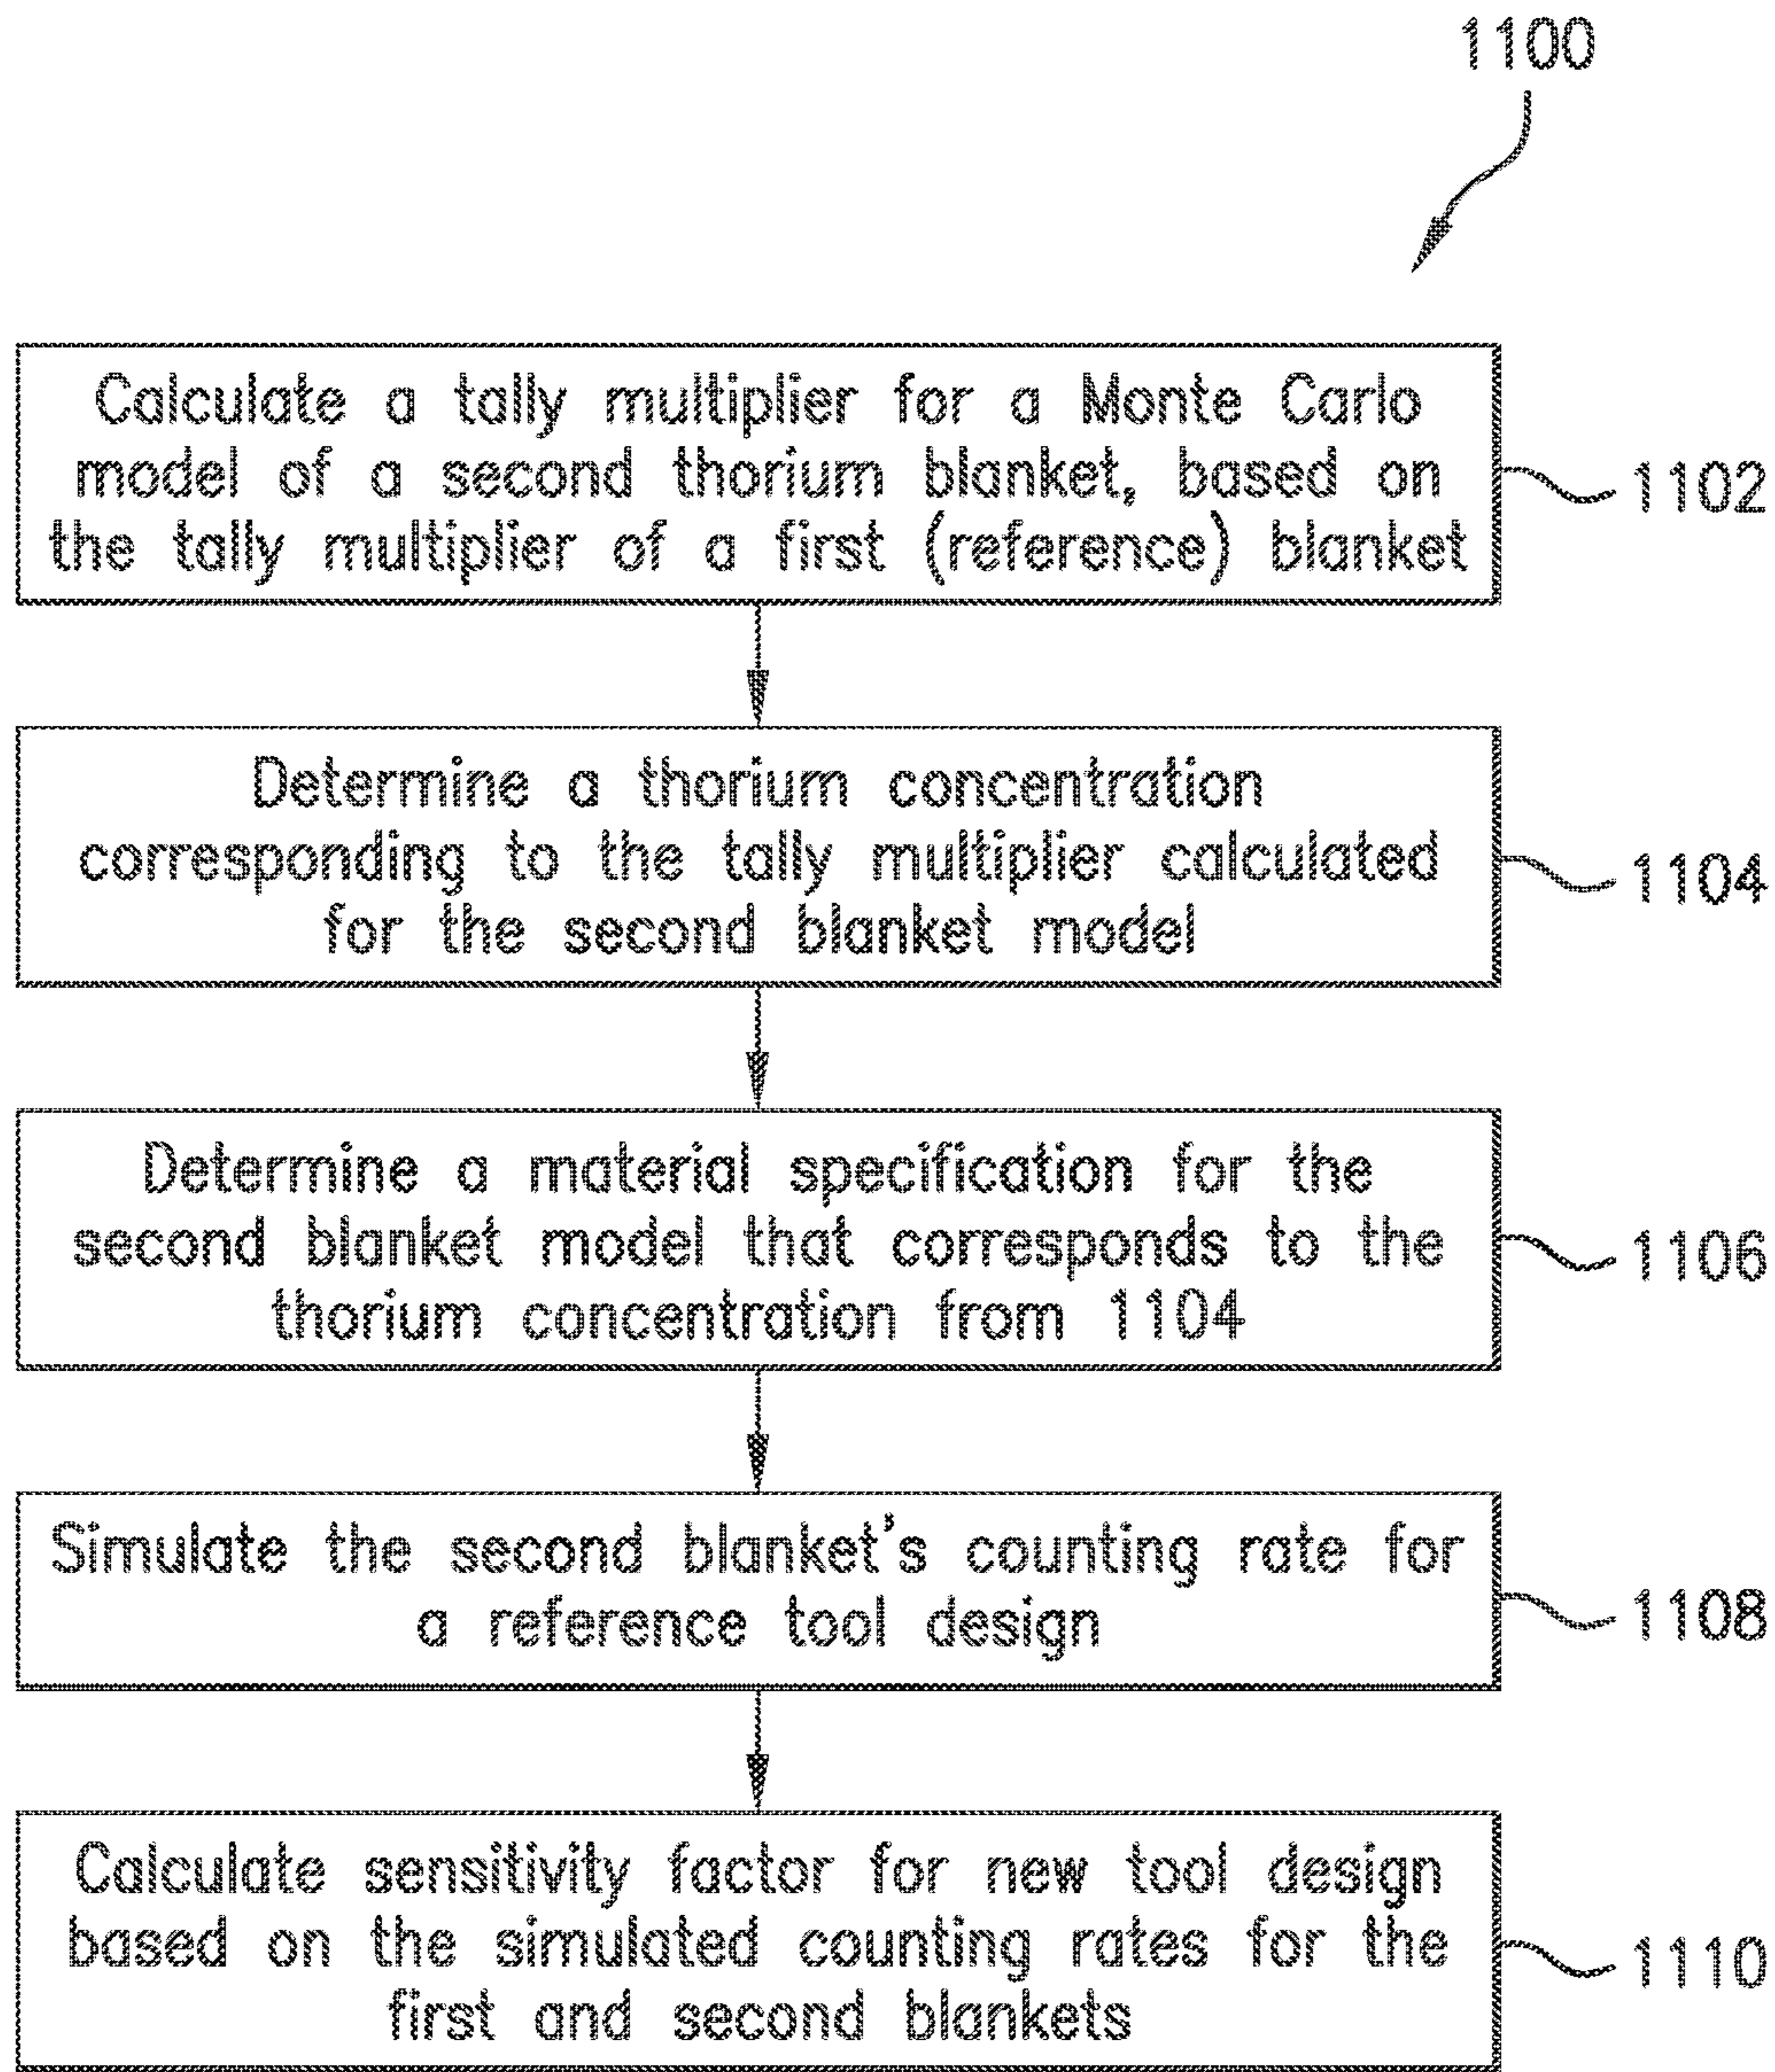 1100
Calculate a tally multiplier for a Monte Carlo
model of a second thorium blanket, based on
the tally multiplier of a first (reference) blanket
1102
Determine a thorium concentration
corresponding to the tally multiplier calculated
for the second blanket model
1104
Determine a material specification for the
second blanket model that corresponds to the
thorium concentration from 1104
1106
Simulate the second blanket's counting rate for
a reference tool design
1108
Calculate sensitivity factor for new tool design
based on the simulated counting rates for the
first and second blankets
1110